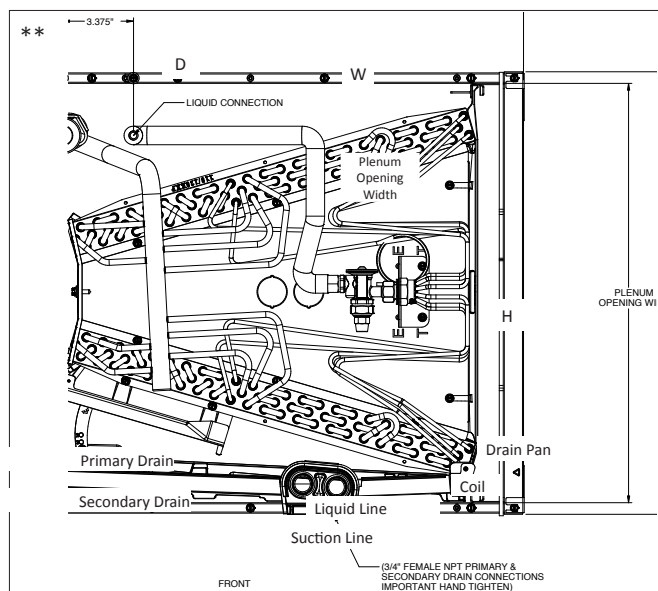 3.375"
**
D
W
LIQUID CONNECTION
Plenum
Opening
Width
PLENUM
OPENING WI
H
Primary Drain
Drain Pan
Coil
Secondary Drain
Liquid Line
Suction Line
(3/4" FEMALE NPT PRIMARY &
SECONDARY DRAIN CONNECTIONS
IMPORTANT HAND TIGHTEN)
FRONT